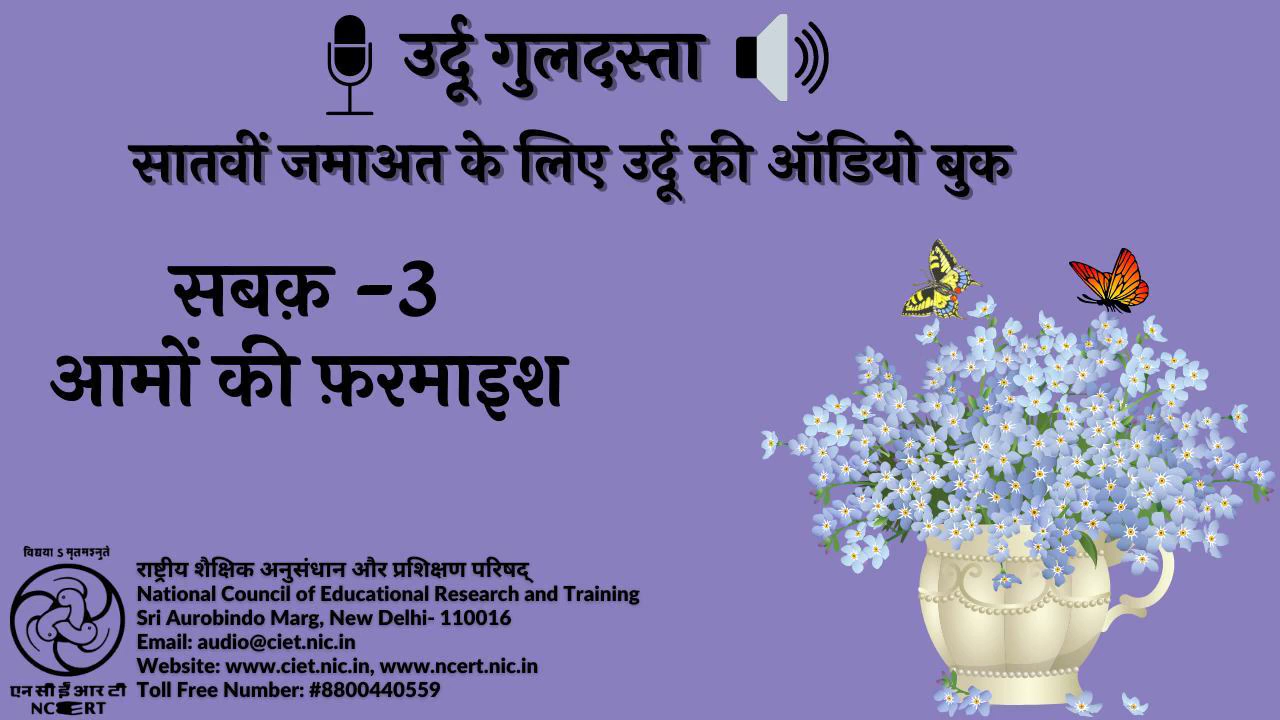 उर्दू गुलदस्ता
सातवीं जमाअत के लिए उर्दू की ऑडियो बुक
सबक़ -3
आमों की फ़रमाइश
विद्यया ऽ मृतमश्नुते
एन सी ई आर टी
NCERT
राष्ट्रीय शैक्षिक अनुसंधान और प्रशिक्षण परिषद्
National Council of Educational Research and Training
Sri Aurobindo Marg, New Delhi- 110016
Email: audio@ciet.nic.in
Website: www.ciet.nic.in, www.ncert.nic.in
Toll Free Number: #8800440559